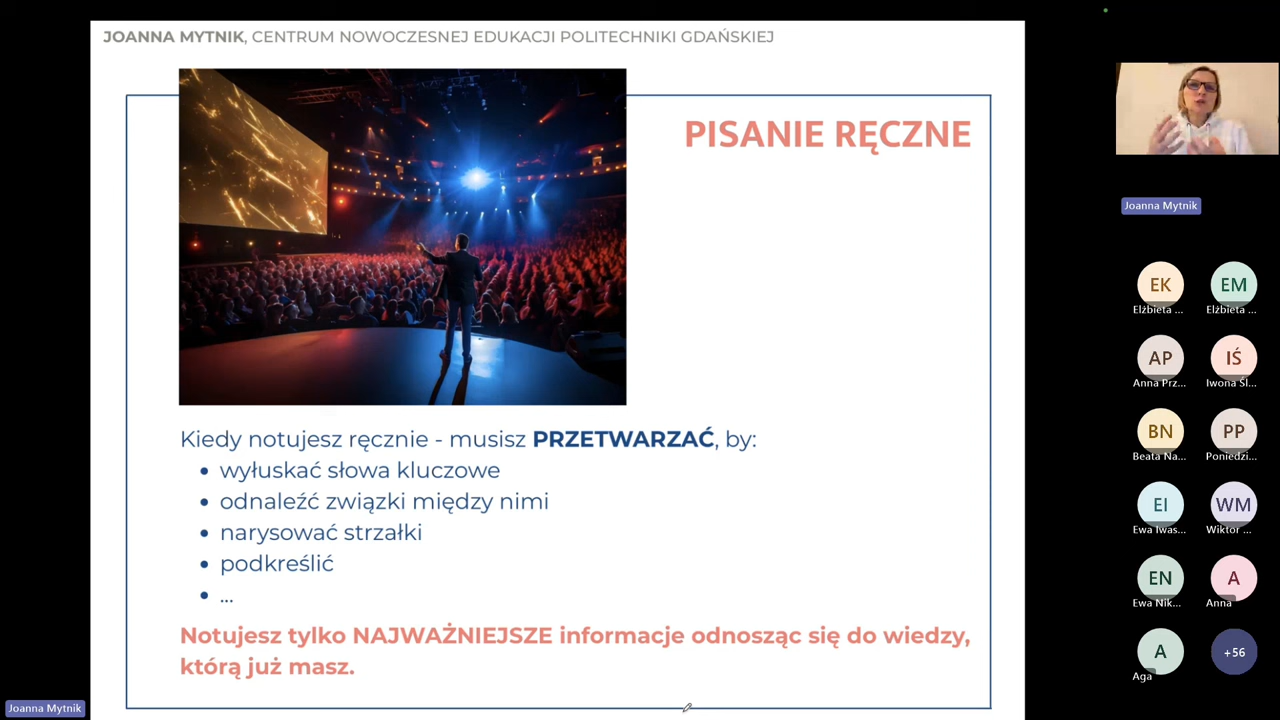 JOANNA MYTNIK, CENTRUM NOWOCZESNEJ EDUKACJI POLITECHNIKI GDAŃSKIEJ
PISANIE RĘCZNE
Kiedy notujesz ręcznie - musisz PRZETWARZAĆ, by:
• wyłuskać słowa kluczowe
• odnaleźć związki między nimi
• narysować strzałki
• podkreślić
• ...
Notujesz tylko NAJWAŻNIEJSZE informacje odnosząc się do wiedzy,
którą już masz.
Joanna Mytnik
Joanna Mytnik
EK EM
Elżbieta ... Elżbieta ...
AP IŚ
Anna Prz... Iwona Śl...
BN PP
Beata Na... Poniedzi...
EI WM
Ewa Iwas... Wiktor ...
EN A
Ewa Nik... Anna
A +56
Aga